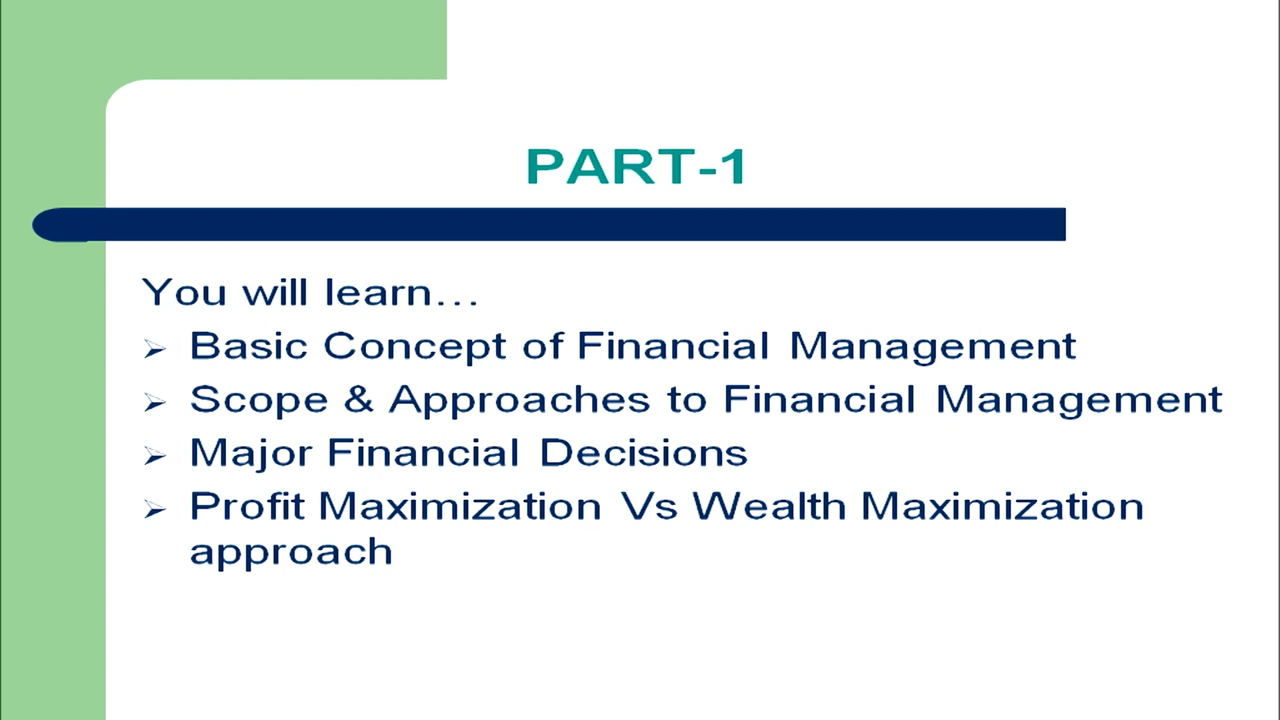 PART-1
You will learn…
➢ Basic Concept of Financial Management
➢ Scope & Approaches to Financial Management
➢ Major Financial Decisions
➢ Profit Maximization Vs Wealth Maximization
approach